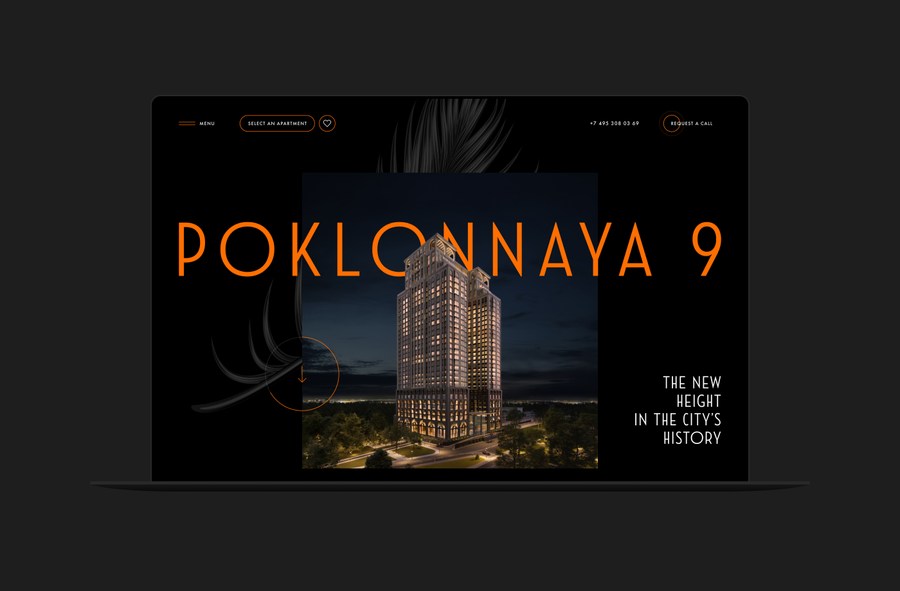 MENU
SELECT AN APARTMENT
+7 495 308 03 69
REQUEST A CALL
POKLONNAYA 9
THE NEW
HEIGHT
IN THE CITY'S
HISTORY